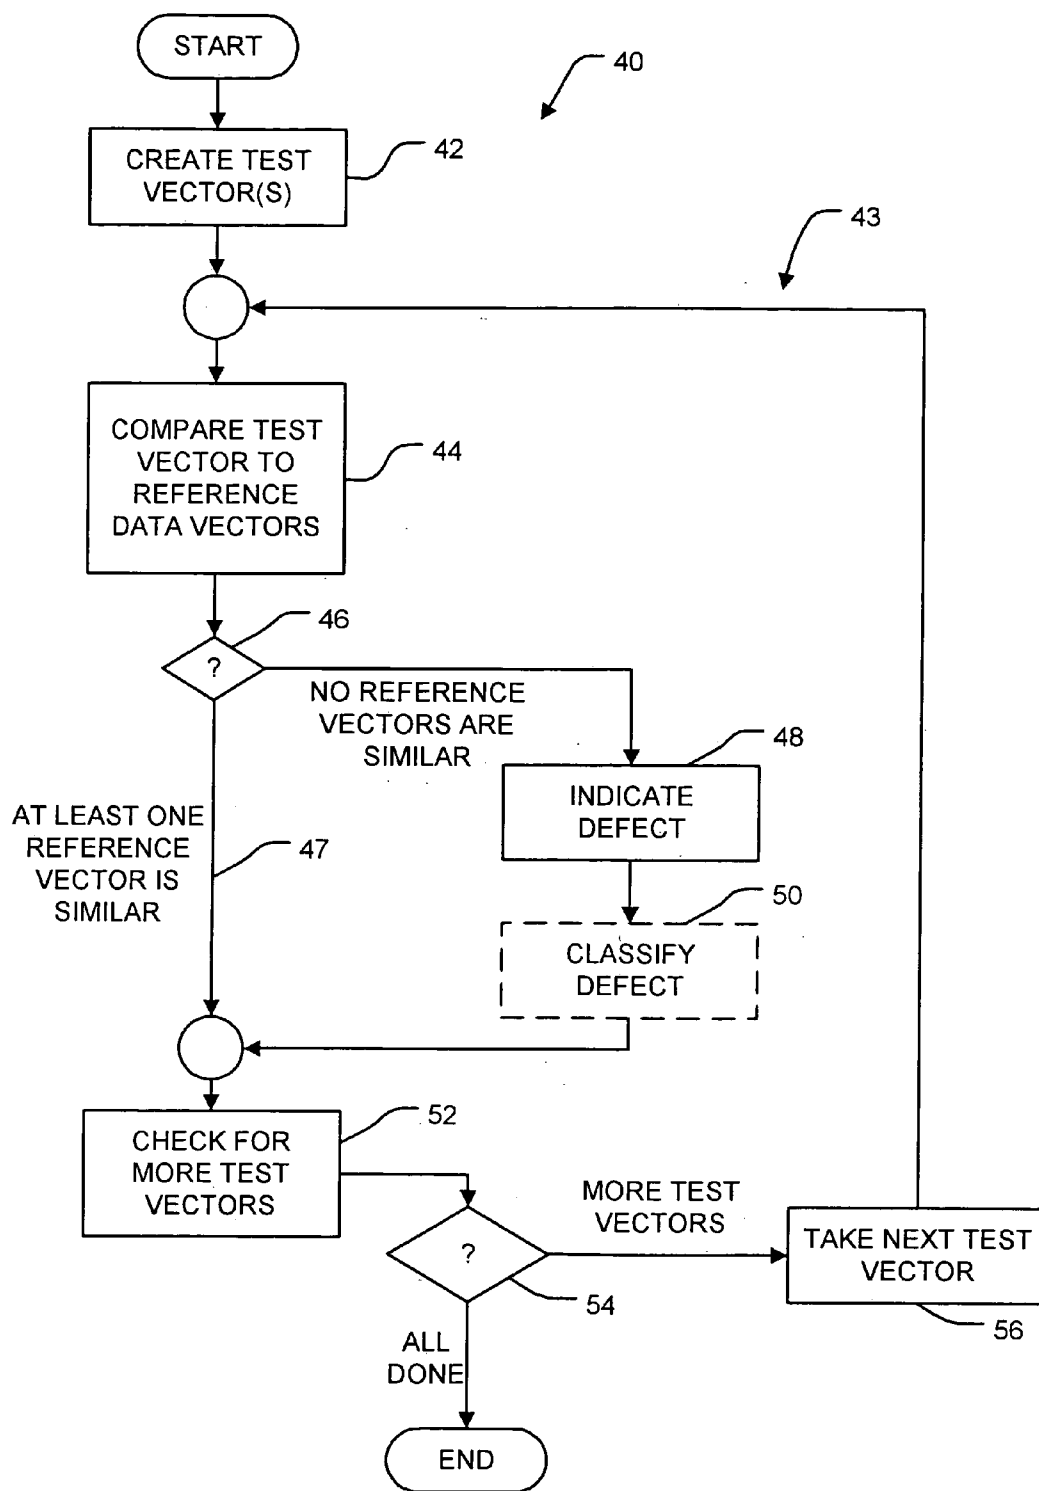 START
40
CREATE TEST
VECTOR(S)
42
43
COMPARE TEST
VECTOR TO
REFERENCE
DATA VECTORS
44
46
?
NO REFERENCE
VECTORS ARE
SIMILAR
48
INDICATE
DEFECT
AT LEAST ONE
REFERENCE
VECTOR IS
SIMILAR
47
50
CLASSIFY
DEFECT
52
CHECK FOR
MORE TEST
VECTORS
MORE TEST
VECTORS
?
54
TAKE NEXT TEST
VECTOR
56
ALL
DONE
END